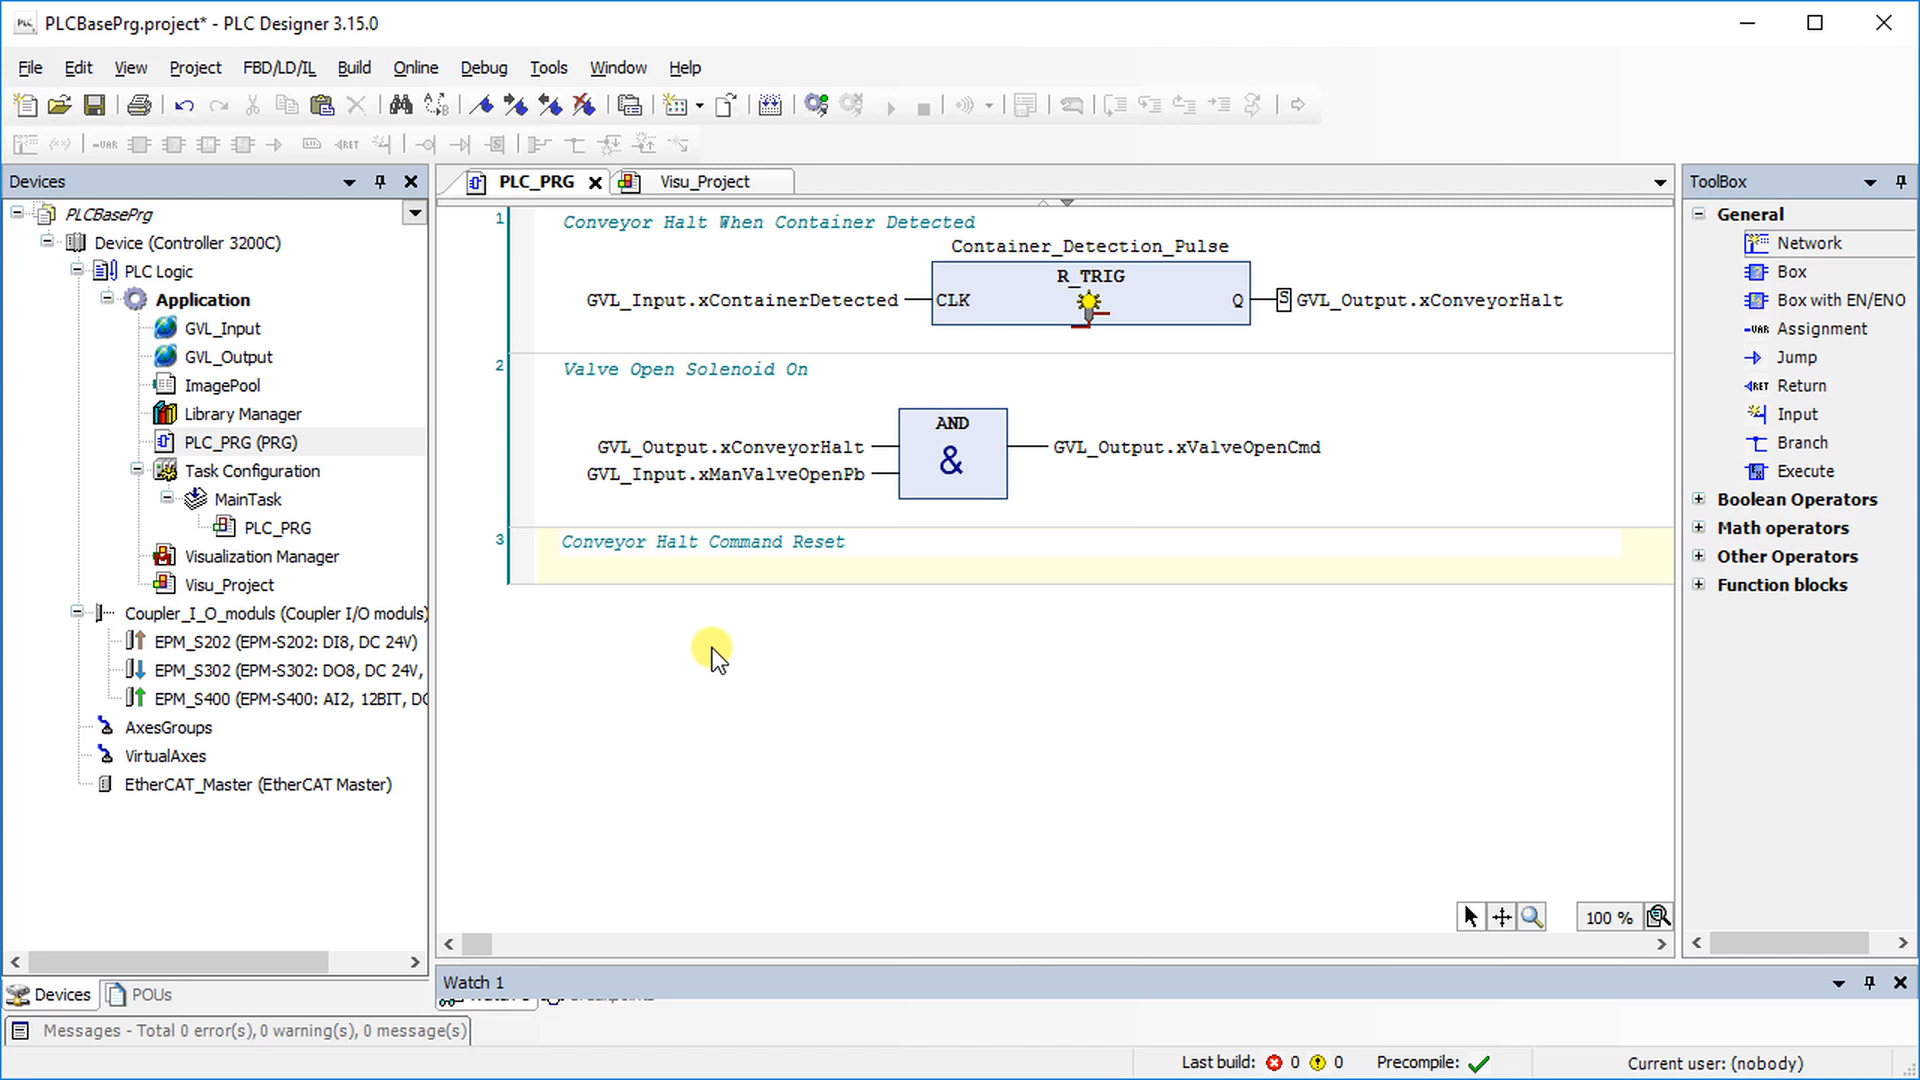 PLCBasePrg.project* - PLC Designer 3.15.0
File Edit View Project FBD/LD/IL Build Online Debug Tools Window Help
Devices
PLCBasePrg
Device (Controller 3200C)
PLC Logic
Application
GVL_Input
GVL_Output
ImagePool
Library Manager
PLC_PRG (PRG)
Task Configuration
MainTask
PLC_PRG
Visualization Manager
Visu_Project
Coupler_I_O_moduls (Coupler I/O moduls)
EPM_S202 (EPM-S202: DI8, DC 24V)
EPM_S302 (EPM-S302: DO8, DC 24V,
EPM_S400 (EPM-S400: AI2, 12BIT, DC
AxesGroups
VirtualAxes
EtherCAT_Master (EtherCAT Master)
Devices POUs
PLC_PRG Visu_Project
1 Conveyor Halt When Container Detected
Container_Detection_Pulse
R_TRIG
GVL_Input.xContainerDetected CLK Q S GVL_Output.xConveyorHalt
2 Valve Open Solenoid On
AND
GVL_Output.xConveyorHalt & GVL_Output.xValveOpenCmd
GVL_Input.xManValveOpenPb
3 Conveyor Halt Command Reset
100 %
Watch 1
ToolBox
General
Network
Box
Box with EN/ENO
Assignment
Jump
Return
Input
Branch
Execute
Boolean Operators
Math operators
Other Operators
Function blocks
Messages - Total 0 error(s), 0 warning(s), 0 message(s)
Last build: 0 0 Precompile: Current user: (nobody)